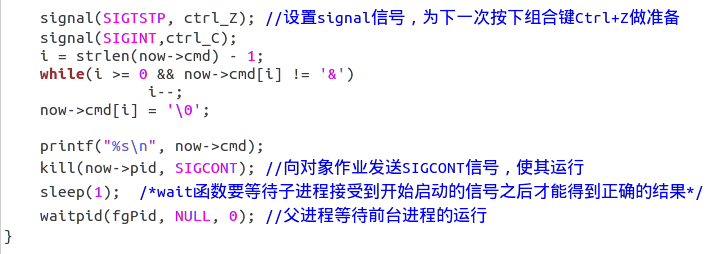 signal(SIGTSTP, ctrl_Z); //设置signal信号，为下一次按下组合键Ctrl+Z做准备
signal(SIGINT,ctrl_C);
i = strlen(now->cmd) - 1;
while(i >= 0 && now->cmd[i] != '&')
i--;
now->cmd[i] = '\0';
printf("%s\n", now->cmd);
kill(now->pid, SIGCONT); //向对象作业发送SIGCONT信号，使其运行
sleep(1);  /*wait函数要等待子进程接受到开始启动的信号之后才能得到正确的结果*/
waitpid(fgPid, NULL, 0); //父进程等待前台进程的运行
}